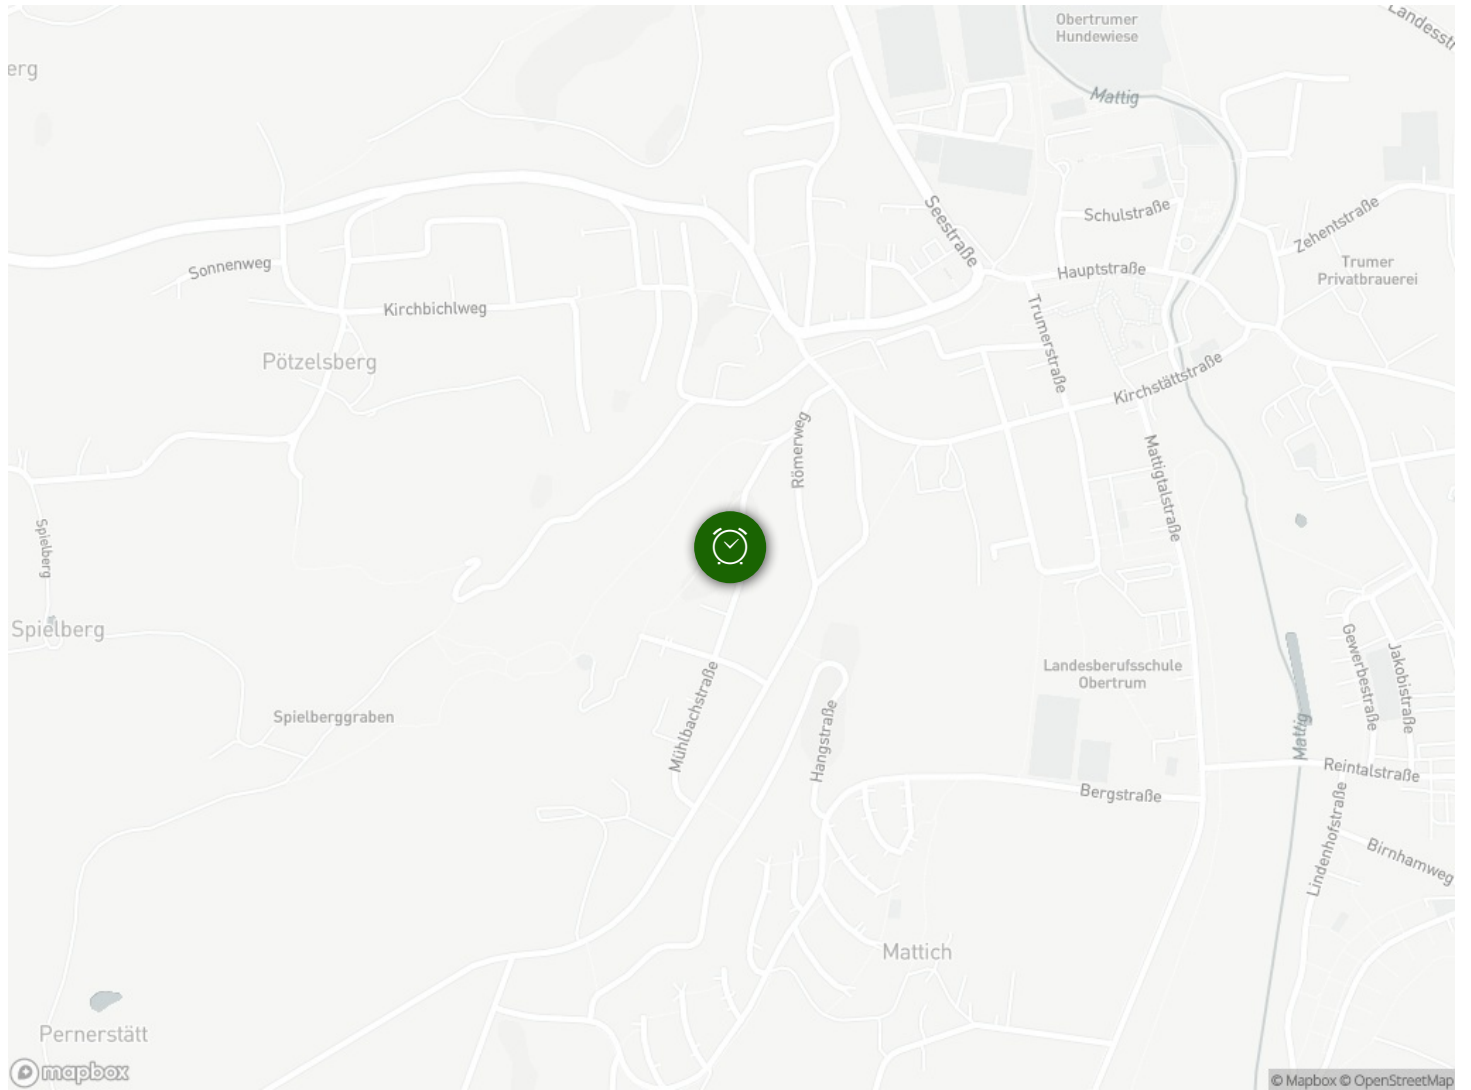 Obertrumer
Hundewiese
Landesstr
erg
Mattig
Seestraße
Schulstraße
Zehentstraße
Sonnenweg
Hauptstraße
Trumer
Privatbrauerei
Kirchbichlweg
Trumerstraße
Pötzelsberg
Kirchstättstraße
Römerweg
Mattigtalstraße
Spielberg
Spielberg
Gewerbestraße
Jakobistraße
Landesberufsschule
Obertrum
Mühlbachstraße
Hangstraße
Spielberggraben
Mattig
Reintalstraße
Bergstraße
Lindenhofstraße
Birnhamweg
Mattich
Pernerstätt
mapbox
© Mapbox © OpenStreetMap